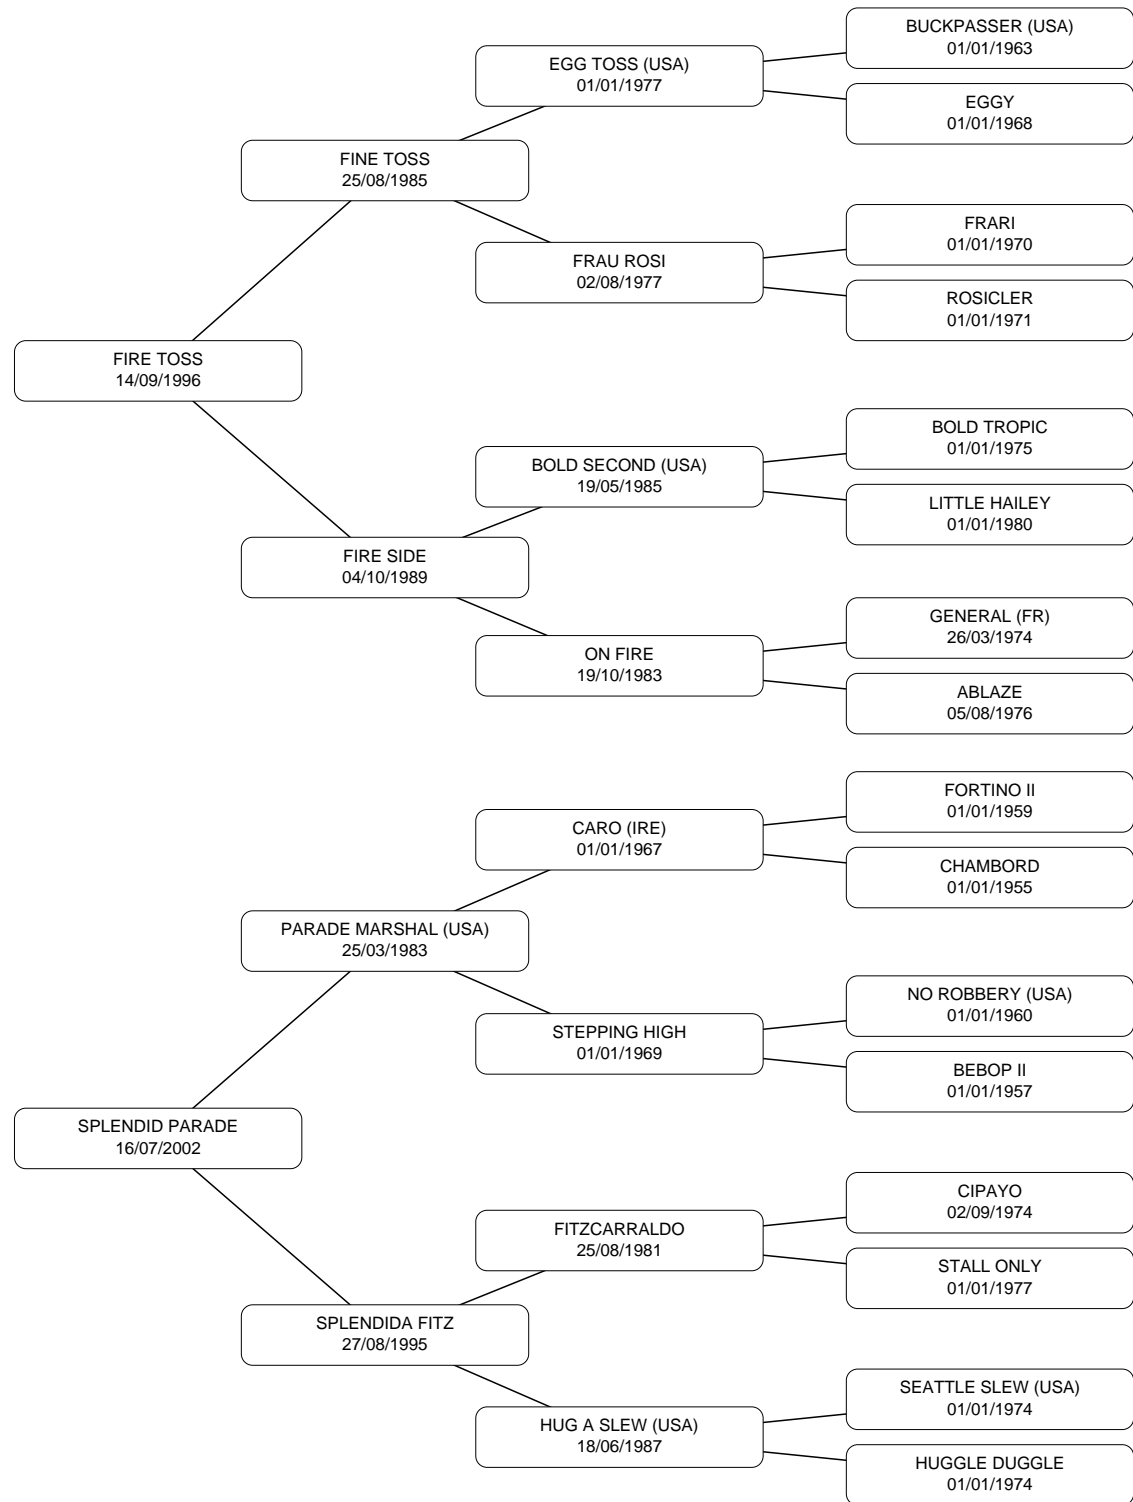 BUCKPASSER (USA)
01/01/1963
EGG TOSS (USA)
01/01/1977
EGGY
01/01/1968
FINE TOSS
25/08/1985
FRARI
01/01/1970
FRAU ROSI
02/08/1977
ROSICLER
01/01/1971
FIRE TOSS
14/09/1996
BOLD TROPIC
01/01/1975
BOLD SECOND (USA)
19/05/1985
LITTLE HAILEY
01/01/1980
FIRE SIDE
04/10/1989
GENERAL (FR)
26/03/1974
ON FIRE
19/10/1983
ABLAZE
05/08/1976
FORTINO II
01/01/1959
CARO (IRE)
01/01/1967
CHAMBORD
01/01/1955
PARADE MARSHAL (USA)
25/03/1983
NO ROBBERY (USA)
01/01/1960
STEPPING HIGH
01/01/1969
BEBOP II
01/01/1957
SPLENDID PARADE
16/07/2002
CIPAYO
02/09/1974
FITZCARRALDO
25/08/1981
STALL ONLY
01/01/1977
SPLENDIDA FITZ
27/08/1995
SEATTLE SLEW (USA)
01/01/1974
HUG A SLEW (USA)
18/06/1987
HUGGLE DUGGLE
01/01/1974